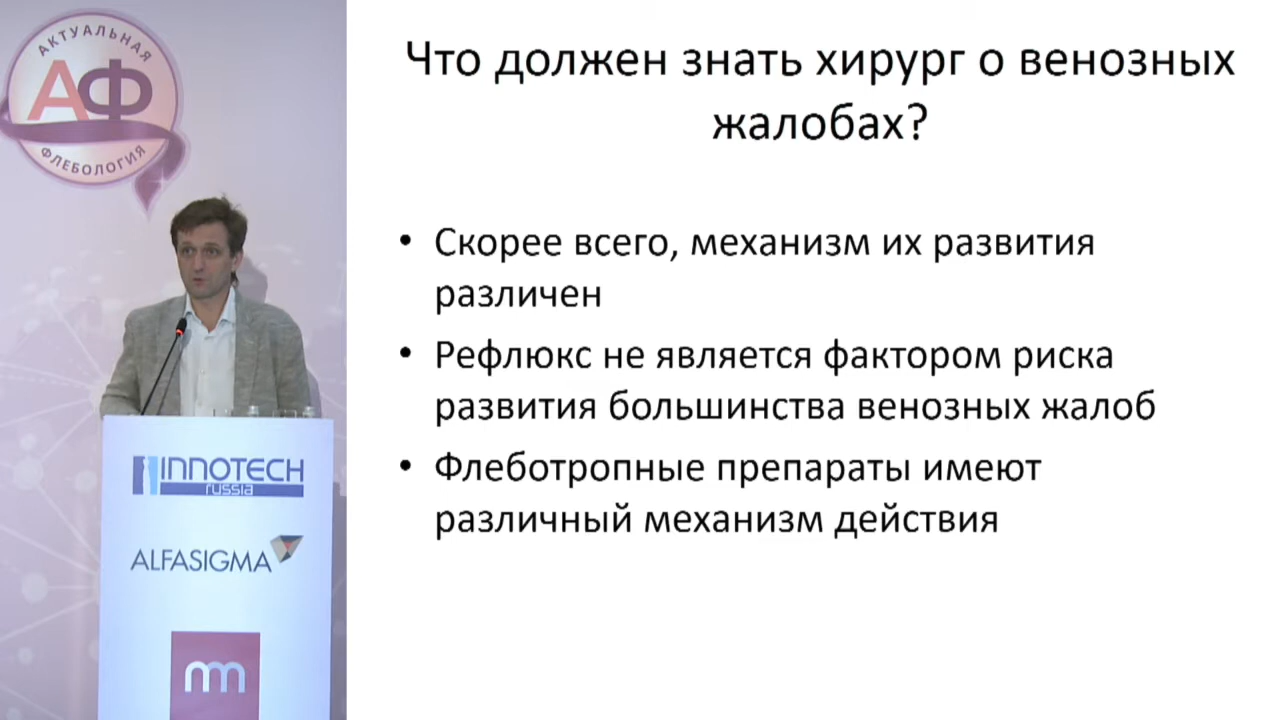 АКТУАЛЬНАЯ
АФ
ФЛЕБОЛОГИЯ
INNOTECH
russia
ALFASIGMA
Что должен знать хирург о венозных
жалобах?
• Скорее всего, механизм их развития
различен
• Рефлюкс не является фактором риска
развития большинства венозных жалоб
• Флеботропные препараты имеют
различный механизм действия